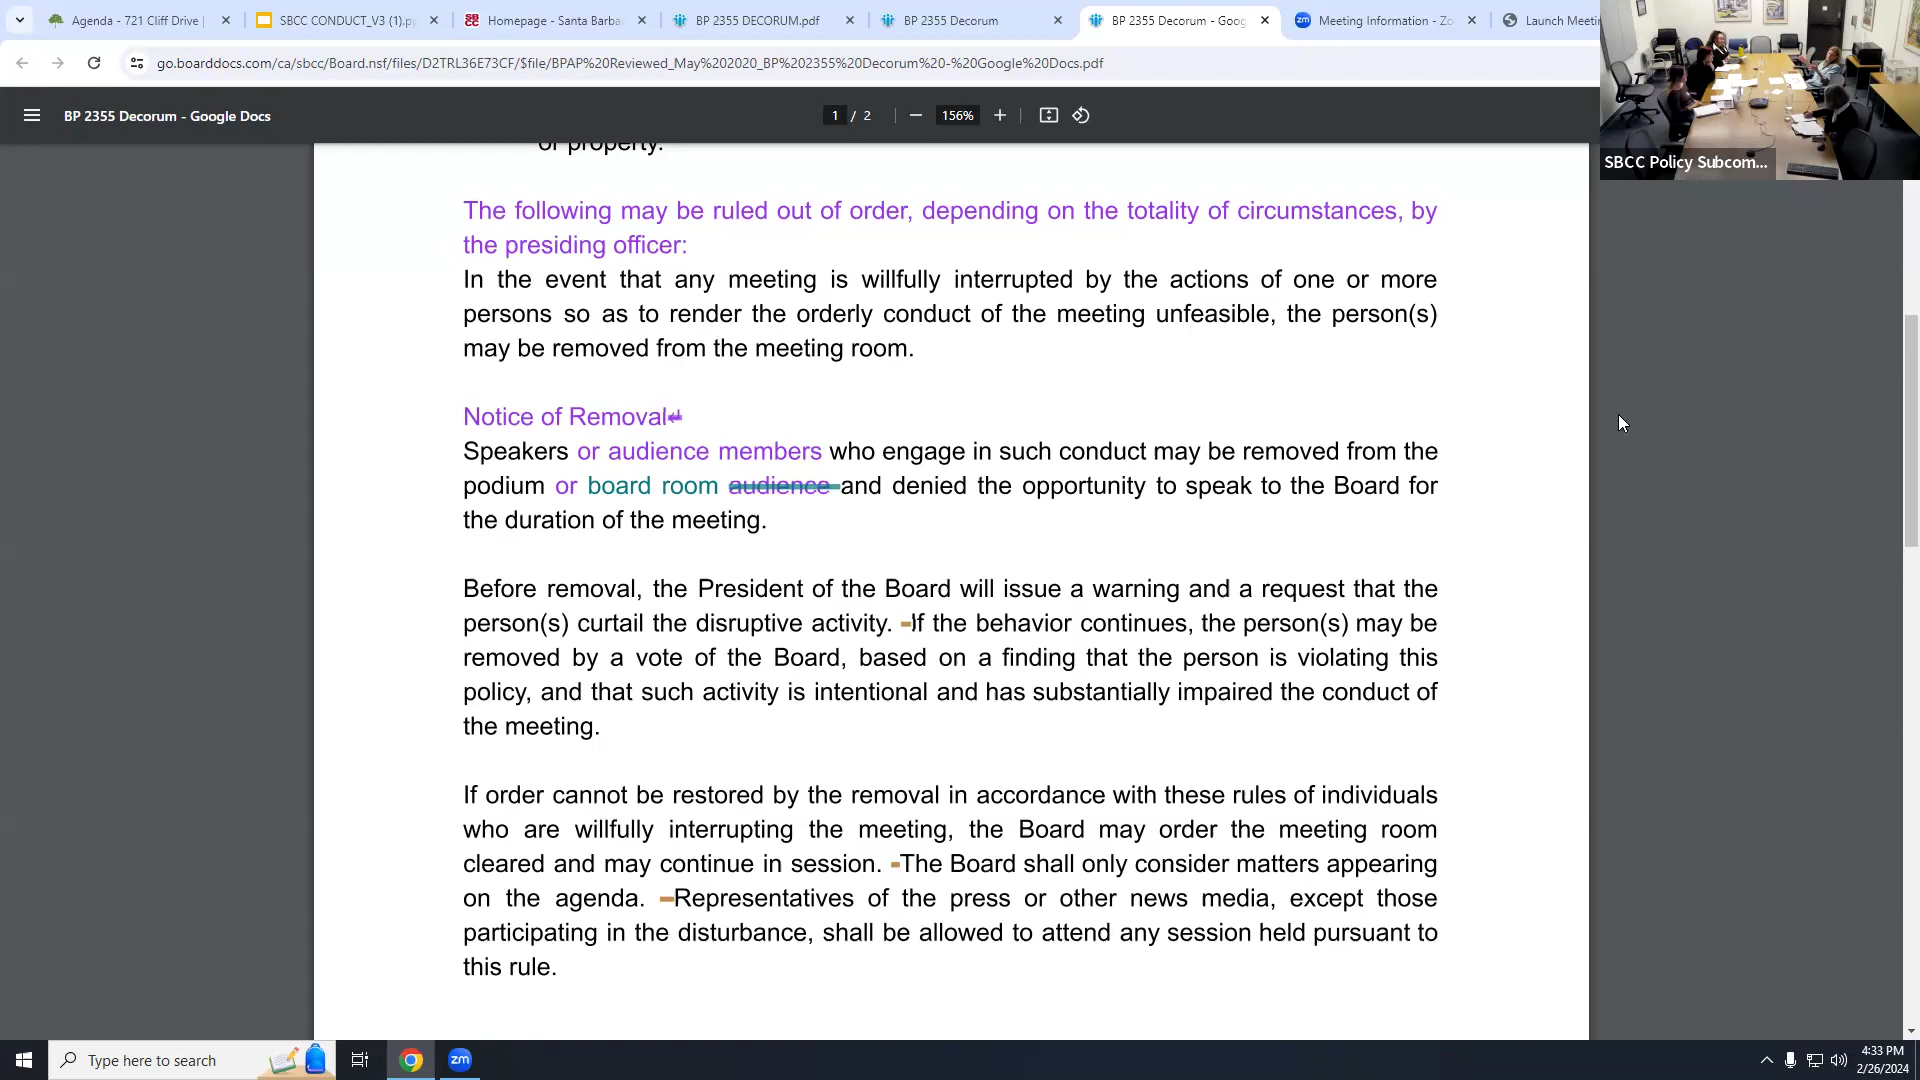 Agenda - 721 Cliff Drive |
SBCC CONDUCT_V3 (1).p
Homepage - Santa Barba
BP 2355 DECORUM.pdf
BP 2355 Decorum
BP 2355 Decorum - Goog
Meeting Information - Zo
Launch Meetin
go.boarddocs.com/ca/sbcc/Board.nsf/files/D2TRL36E73CF/$file/BPAP%20Reviewed_May%202020_BP%202355%20Decorum%20-%20Google%20Docs.pdf
BP 2355 Decorum - Google Docs
1 / 2
156%
SBCC Policy Subcom...
or property.
The following may be ruled out of order, depending on the totality of circumstances, by
the presiding officer:
In the event that any meeting is willfully interrupted by the actions of one or more
persons so as to render the orderly conduct of the meeting unfeasible, the person(s)
may be removed from the meeting room.
Notice of Removal↵
Speakers or audience members who engage in such conduct may be removed from the
podium or board room audience and denied the opportunity to speak to the Board for
the duration of the meeting.
Before removal, the President of the Board will issue a warning and a request that the
person(s) curtail the disruptive activity. If the behavior continues, the person(s) may be
removed by a vote of the Board, based on a finding that the person is violating this
policy, and that such activity is intentional and has substantially impaired the conduct of
the meeting.
If order cannot be restored by the removal in accordance with these rules of individuals
who are willfully interrupting the meeting, the Board may order the meeting room
cleared and may continue in session. The Board shall only consider matters appearing
on the agenda. Representatives of the press or other news media, except those
participating in the disturbance, shall be allowed to attend any session held pursuant to
this rule.
Type here to search
zm
4:33 PM
2/26/2024